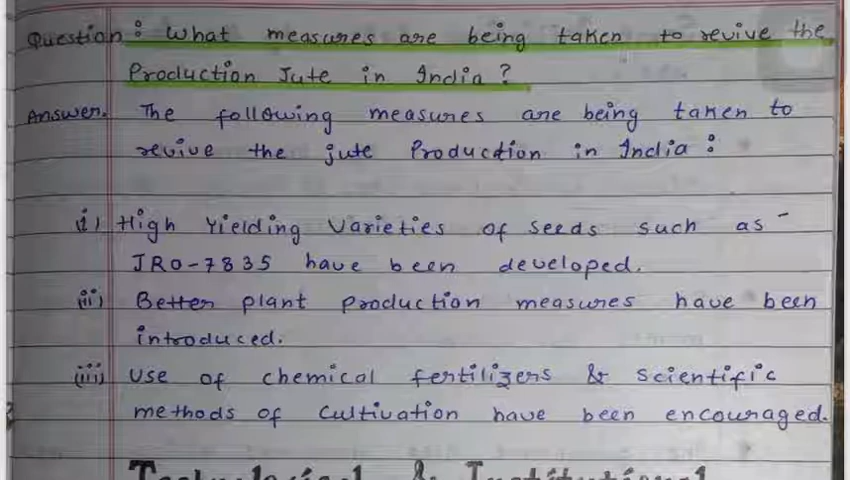 Question: What measures are being taken to revive the
Production Jute in India?
Answer. The following measures are being taken to
revive the jute Production in India:
i) High Yielding Varieties of seeds such as -
JRO-7835 have been developed.
ii) Better plant production measures have been
introduced.
(iii) Use of chemical fertilizers & scientific
methods of cultivation have been encouraged.
Technological & Institutional